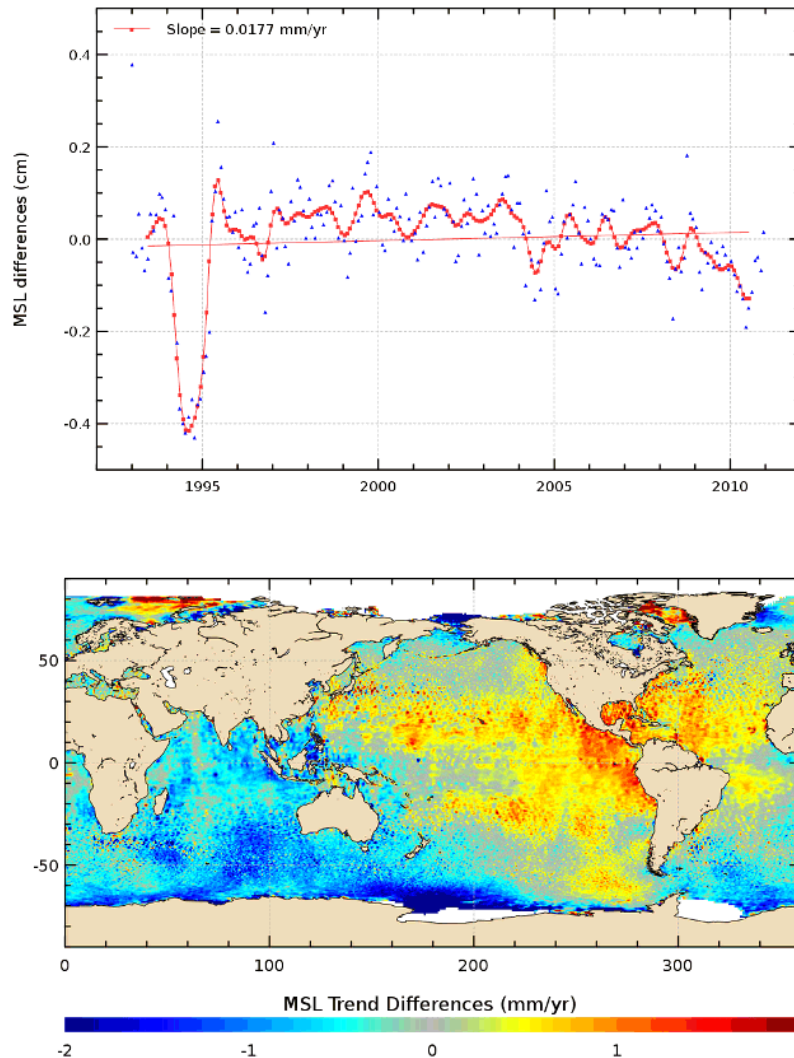 Slope = 0.0177 mm/yr
0.4
0.2
0.0
-0.2
-0.4
MSL differences (cm)
1995 2000 2005 2010
50
0
-50
0 100 200 300
MSL Trend Differences (mm/yr)
-2 -1 0 1